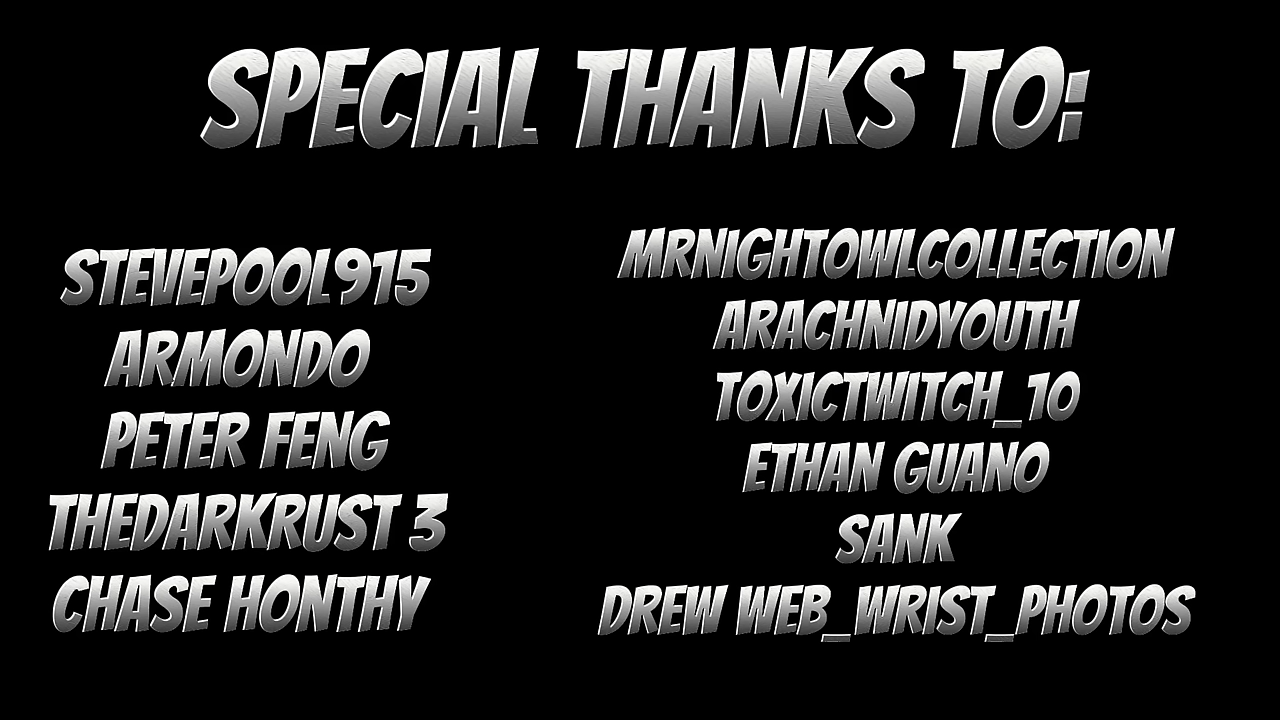 SPECIAL THANKS TO:
STEVEPOOL915
ARMONDO
PETER FENG
THEDARKRUST 3
CHASE HONTHY
MRNIGHTOWLCOLLECTION
ARACHNIDYOUTH
TOXICTWITCH_10
ETHAN GUANO
SANK
DREW WEB_WRIST_PHOTOS